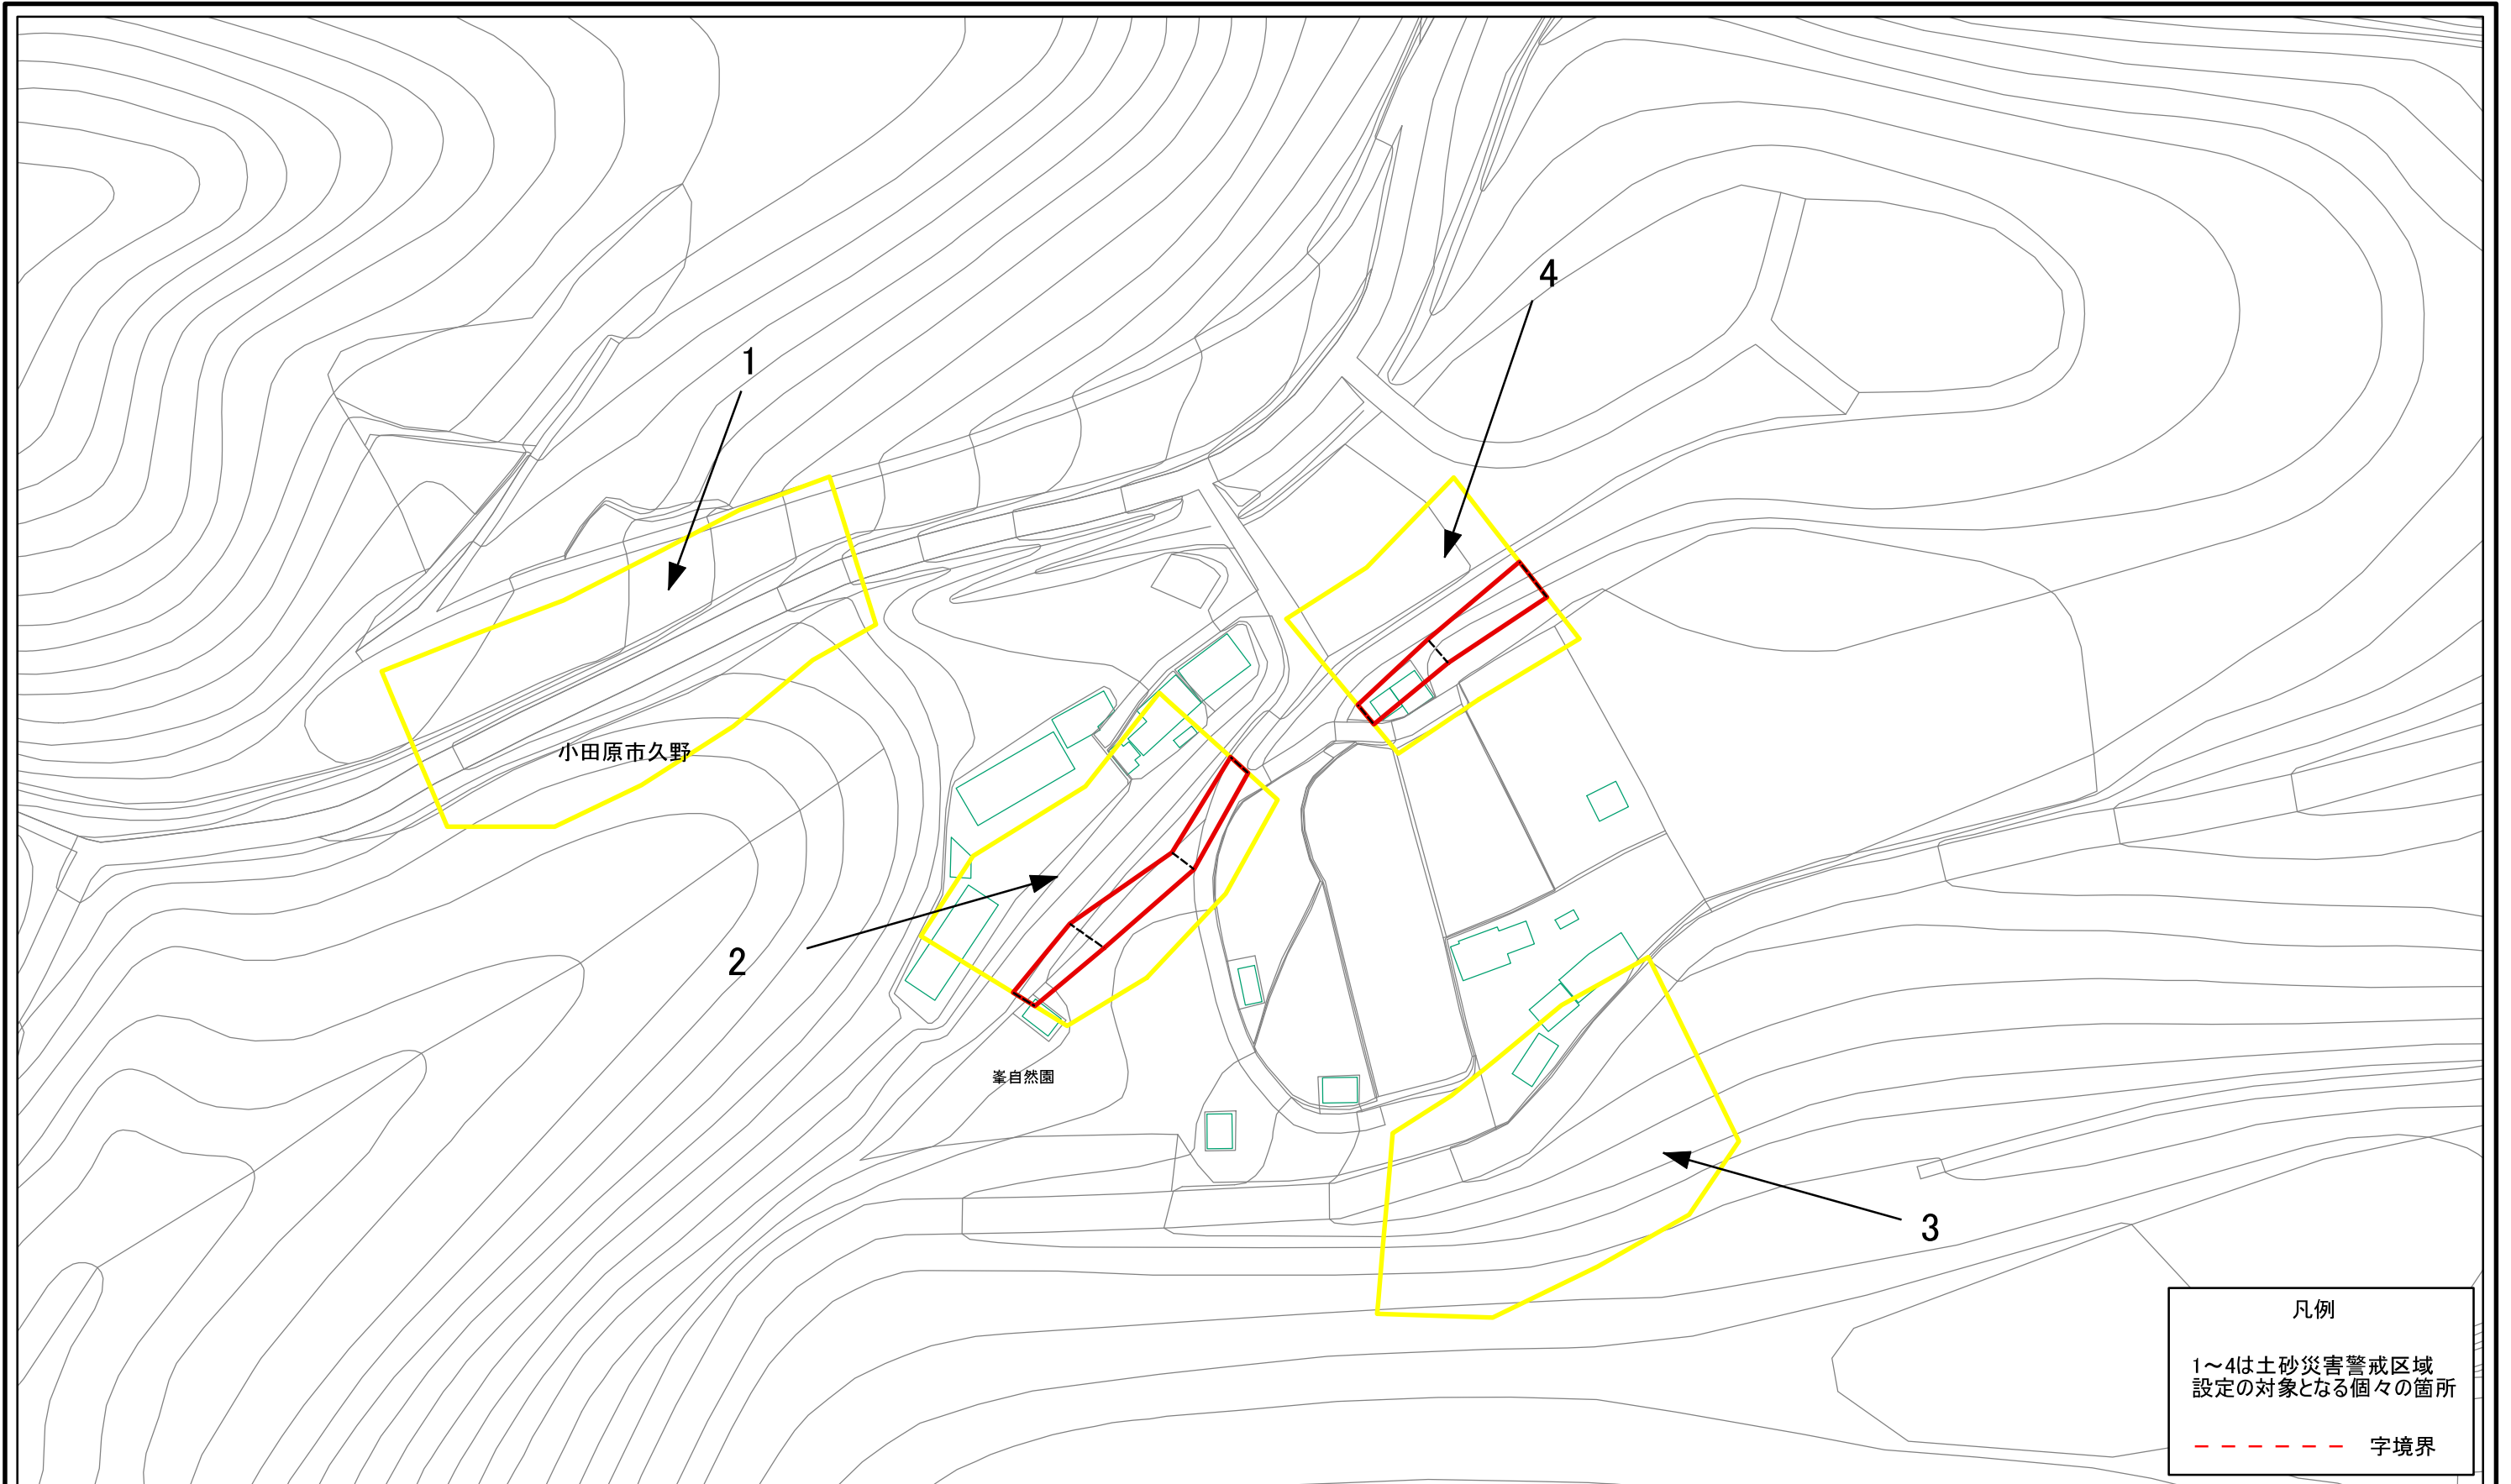 4
1
小田原市久野
2
峯自然園
3
凡例
1～4は土砂災害警戒区域
設定の対象となる個々の箇所
字境界